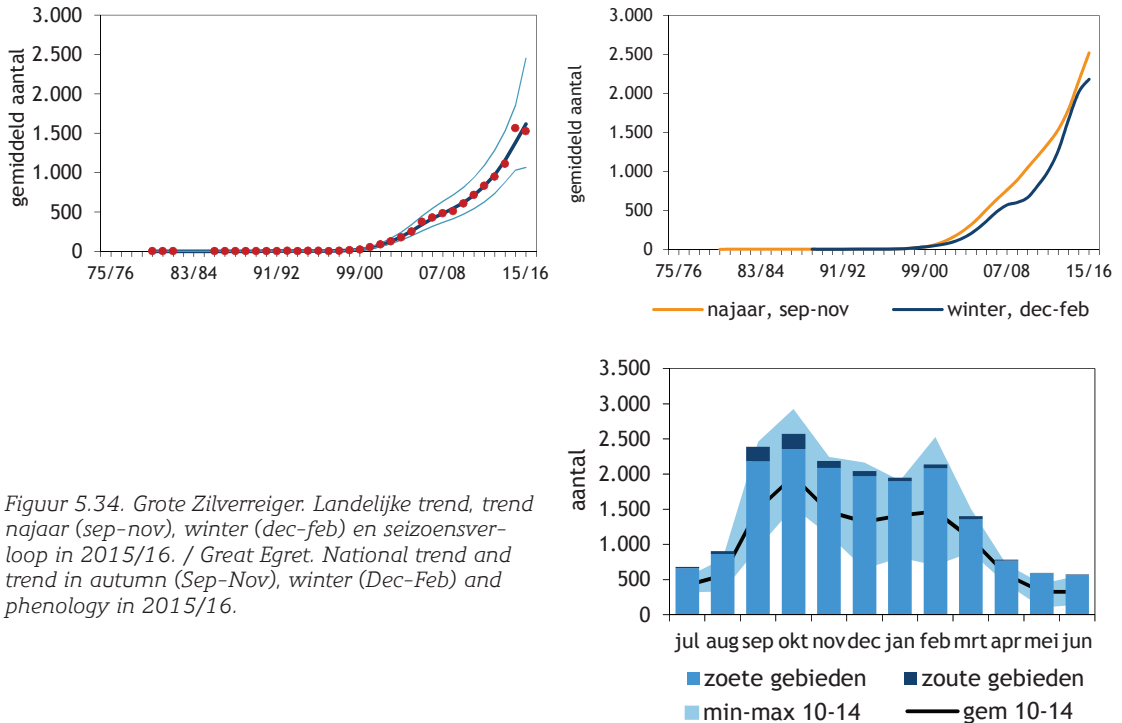 3.000
2.500
2.000
1.500
1.000
500
0
gemiddeld aantal
75/76 83/84 91/92 99/00 07/08 15/16
3.000
2.500
2.000
1.500
1.000
500
0
gemiddeld aantal
75/76 83/84 91/92 99/00 07/08 15/16
najaar, sep-nov winter, dec-feb
3.500
3.000
2.500
2.000
1.500
1.000
500
0
aantal
jul aug sep okt nov dec jan feb mrt apr mei jun
zoete gebieden zoute gebieden
min-max 10-14 gem 10-14
Figuur 5.34. Grote Zilverreiger. Landelijke trend, trend
najaar (sep-nov), winter (dec-feb) en seizoensver-
loop in 2015/16. / Great Egret. National trend and
trend in autumn (Sep-Nov), winter (Dec-Feb) and
phenology in 2015/16.